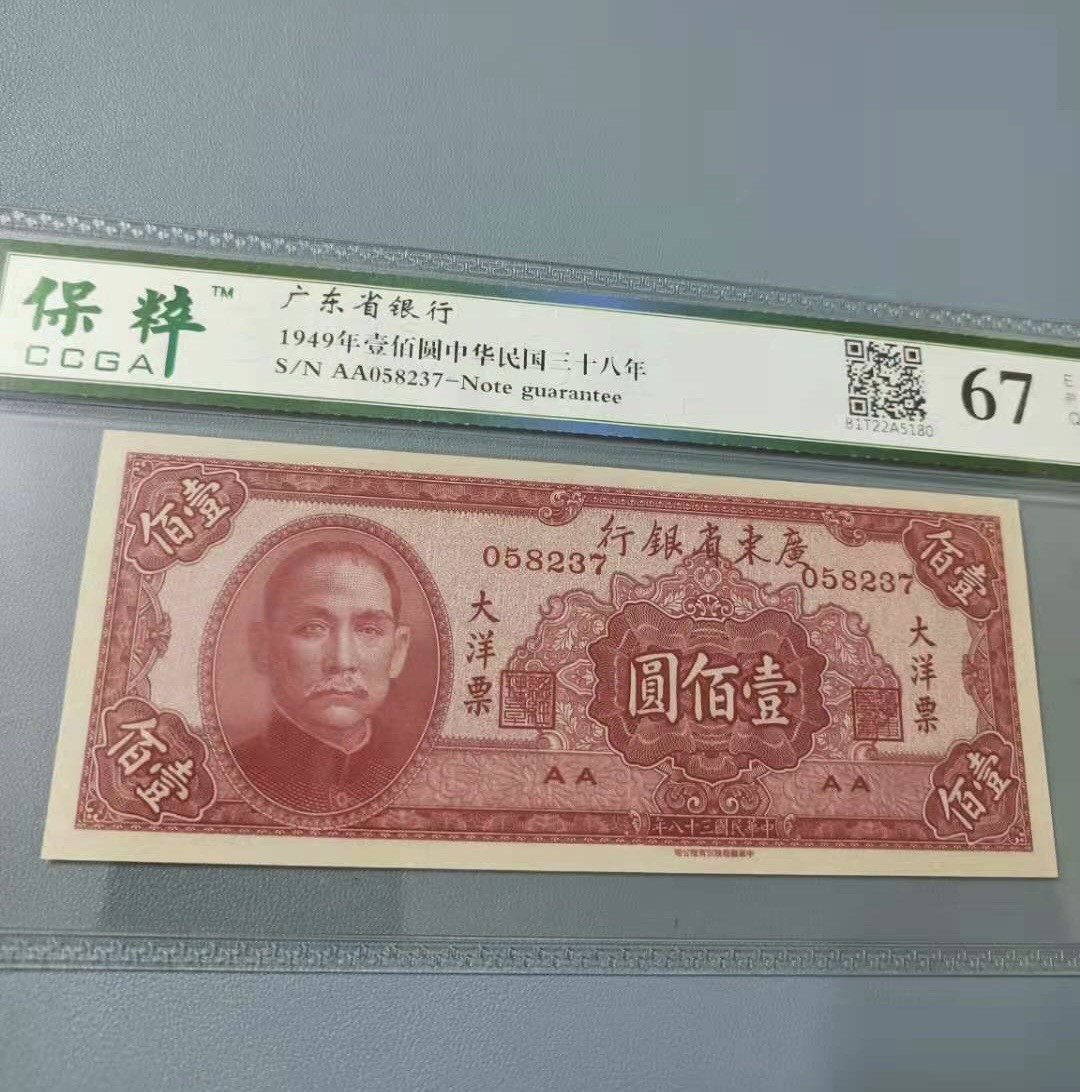 保粹™
CCGA
广东省银行
1949年壹佰圆中华民国三十八年
S/N AA058237-Note guarantee
81T22A5180
67
E
P
Q
佰壹
行銀省東廣
佰壹
058237
058237
大洋票
圓佰壹
大洋票
AA
AA
佰壹
佰壹
年八十三國民華中